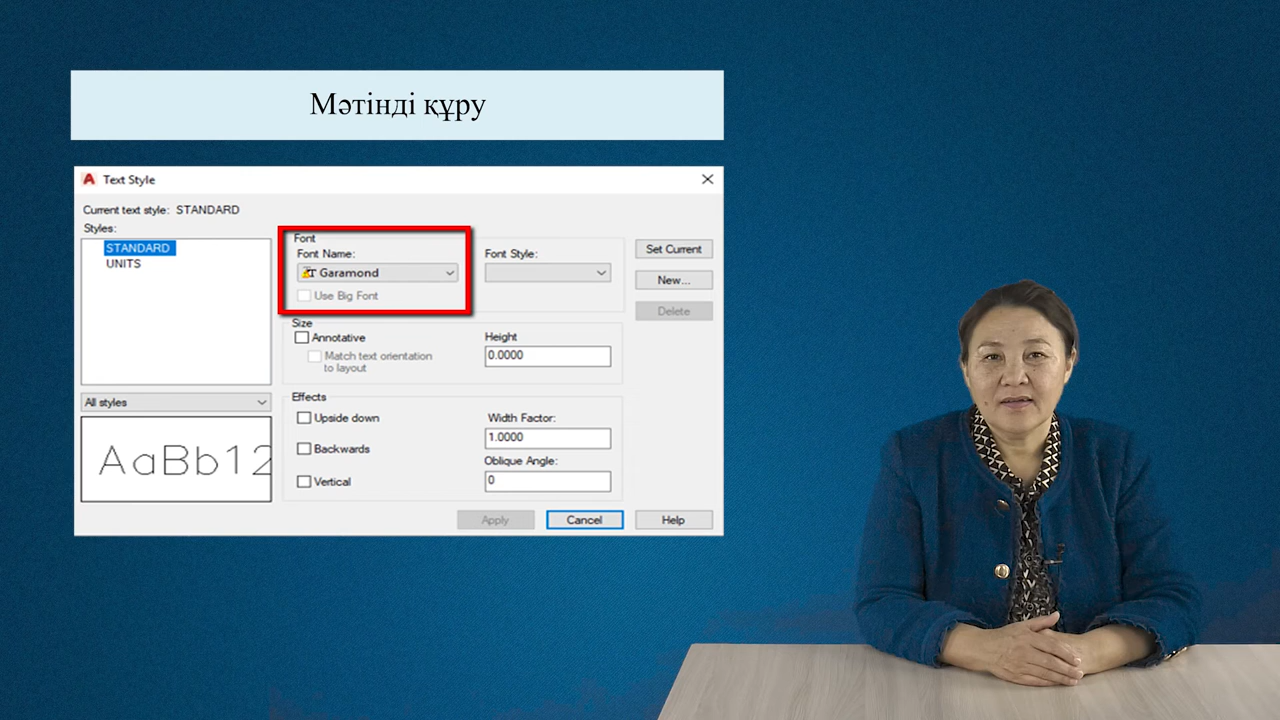 Мәтінді құру
Text Style
Current text style: STANDARD
Styles:
STANDARD
UNITS
All styles
AaBb12
Font
Font Name:
Garamond
Use Big Font
Font Style:
Size
Annotative
Match text orientation
to layout
Height
0.0000
Effects
Upside down
Backwards
Vertical
Width Factor:
1.0000
Oblique Angle:
0
Set Current
New...
Delete
Apply
Cancel
Help